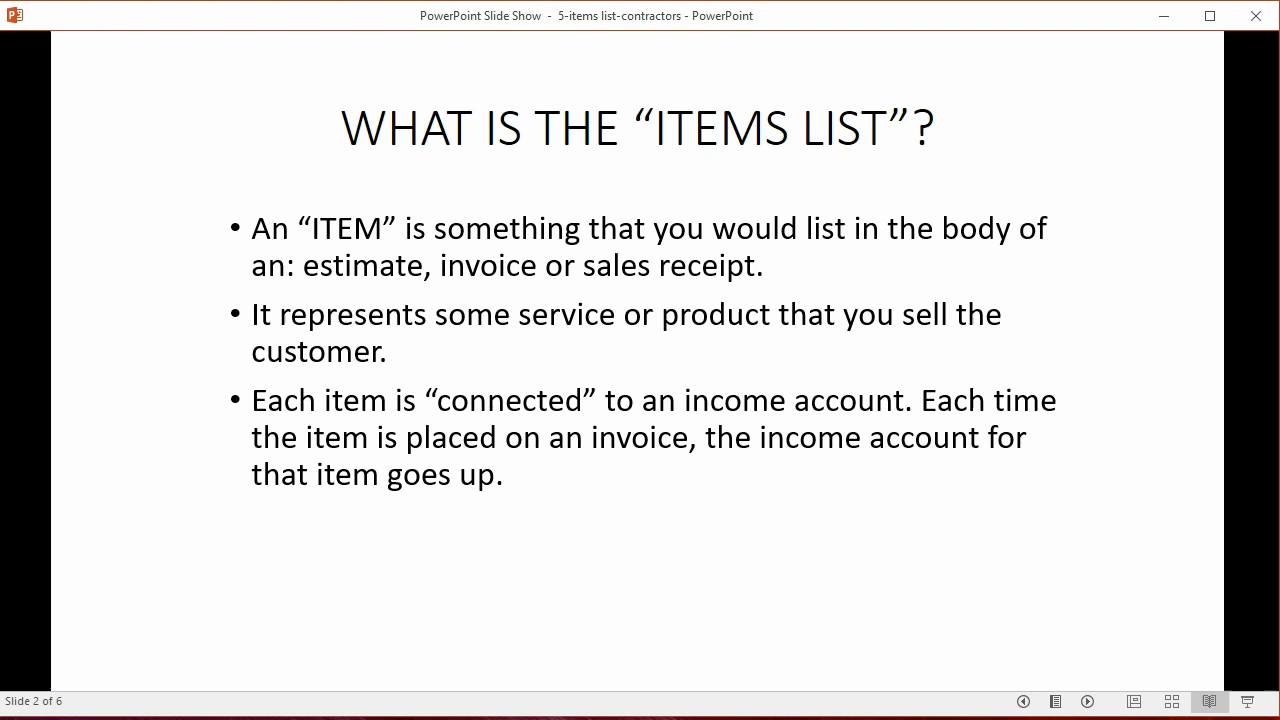 PowerPoint Slide Show - 5-items list-contractors - PowerPoint
WHAT IS THE “ITEMS LIST”?
• An “ITEM” is something that you would list in the body of
an: estimate, invoice or sales receipt.
• It represents some service or product that you sell the
customer.
• Each item is “connected” to an income account. Each time
the item is placed on an invoice, the income account for
that item goes up.
Slide 2 of 6